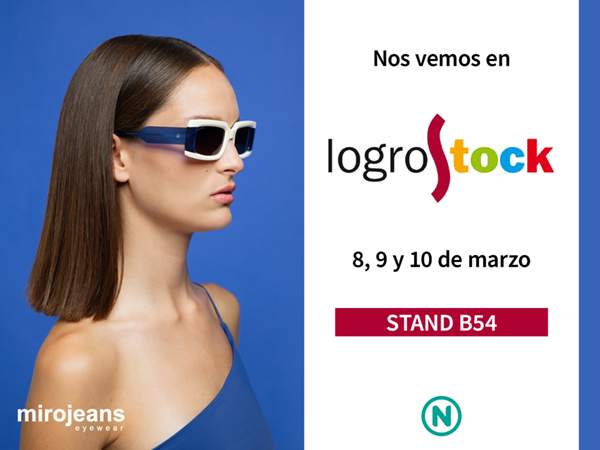 Nos vemos en
logroStock
8, 9 y 10 de marzo
STAND B54
N
mirojeans
eyewear